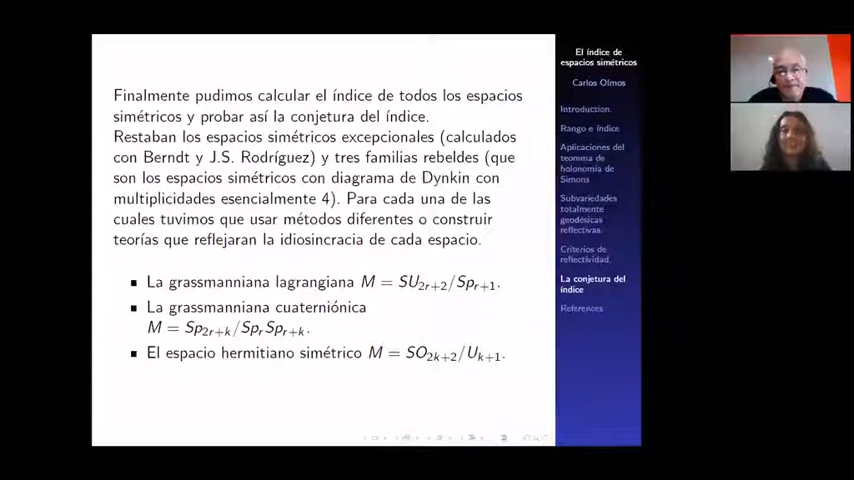 Finalmente pudimos calcular el índice de todos los espacios
simétricos y probar así la conjetura del índice.
Restaban los espacios simétricos excepcionales (calculados
con Berndt y J.S. Rodríguez) y tres familias rebeldes (que
son los espacios simétricos con diagrama de Dynkin con
multiplicidades esencialmente 4). Para cada una de las
cuales tuvimos que usar métodos diferentes o construir
teorías que reflejaran la idiosincracia de cada espacio.
■ La grassmanniana lagrangiana M = SU₂ᵣ₊₂/Spᵣ₊₁.
■ La grassmanniana cuaterniónica
M = Sp₂ᵣ₊ₖ/SpᵣSpᵣ₊ₖ.
■ El espacio hermitiano simétrico M = SO₂ₖ₊₂/Uₖ₊₁.
El índice de
espacios simétricos
Carlos Olmos
Introduction.
Rango e índice
Aplicaciones del
teomma de
holonomía de
Simons
Subvariedades
totalmente
geodésicas
reflectivas.
Criterios de
reflectividad.
La conjetura del
índice
References